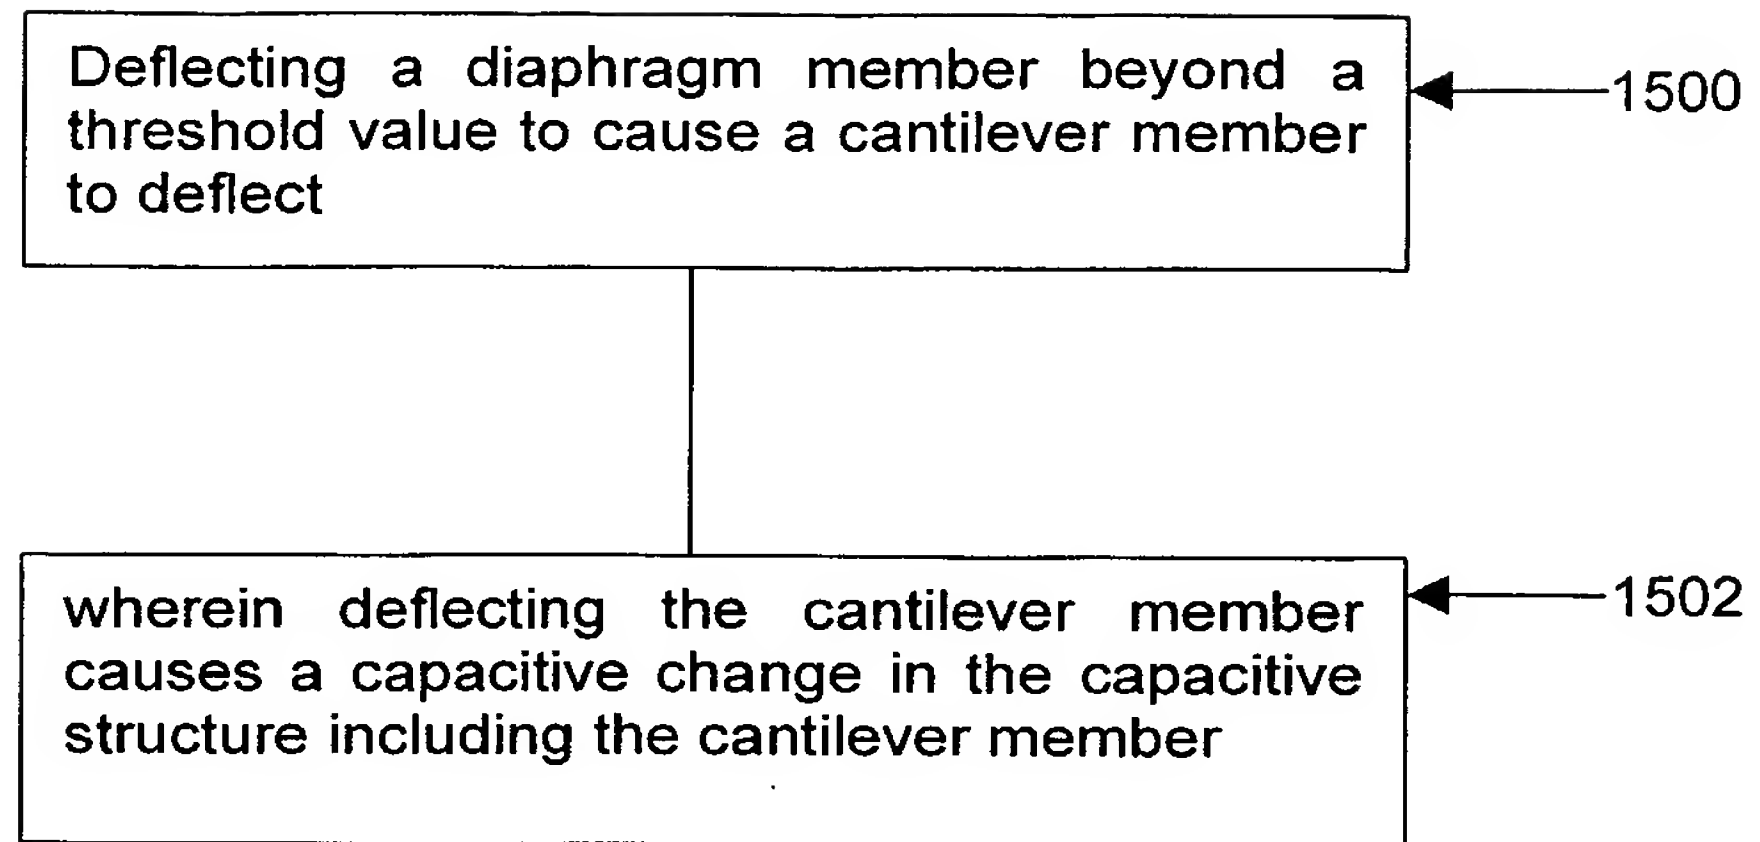 Deflecting a diaphragm member beyond a
threshold value to cause a cantilever member
to deflect
1500
wherein deflecting the cantilever member
causes a capacitive change in the capacitive
structure including the cantilever member
1502